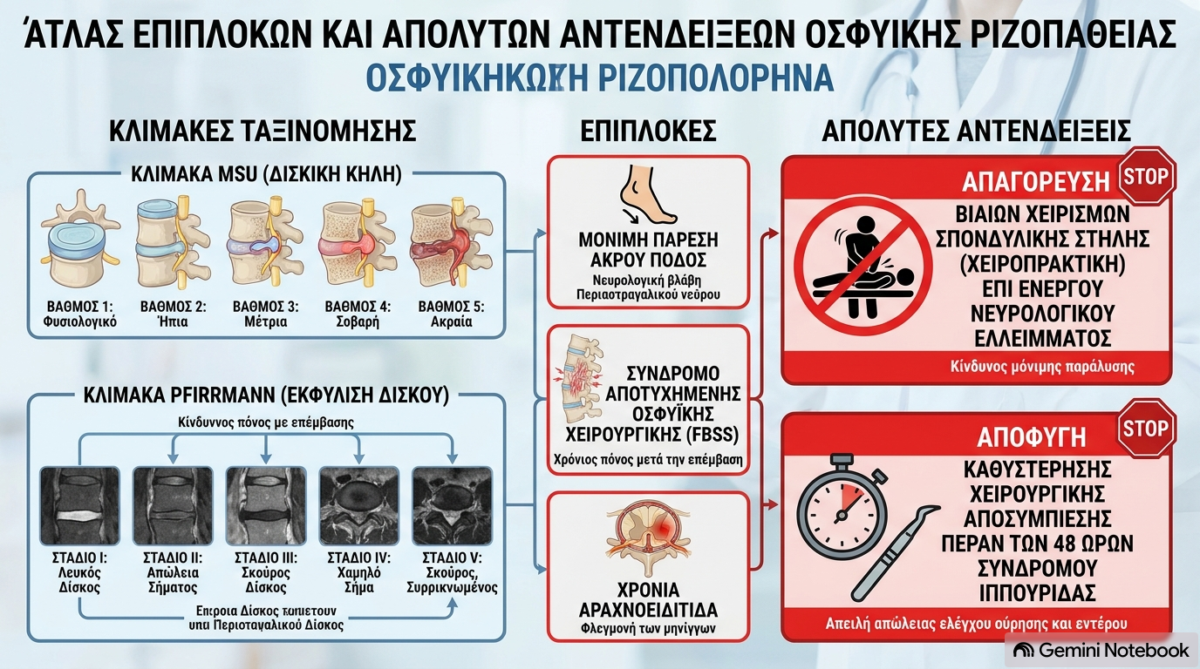 ΆΤΛΑΣ ΕΠΙΠΛΟΚΩΝ ΚΑΙ ΑΠΟΛΥΤΩΝ ΑΝΤΕΝΔΕΙΞΕΩΝ ΟΣΦΥΙΚΗΣ ΡΙΖΟΠΑΘΕΙΑΣ
ΡΙΖΟΠΟΛΟΡΗΝΑ
ΚΛΙΜΑΚΕΣ ΤΑΞΙΝΟΜΗΣΗΣ
ΚΛΙΜΑΚΑ MSU (ΔΙΣΚΙΚΗ ΚΗΛΗ)
ΒΑΘΜΟΣ 1:
Φυσιολογικό
ΒΑΘΜΟΣ 2:
Ήπια
ΒΑΘΜΟΣ 3:
Μέτρια
ΒΑΘΜΟΣ 4:
Σοβαρή
ΒΑΘΜΟΣ 5:
Ακραία
ΚΛΙΜΑΚΑ PFIRRMANN (ΕΚΦΥΛΙΣΗ ΔΙΣΚΟΥ)
Κίνδυννος πόνος με επέμβασης
ΣΤΑΔΙΟ I:
Λευκός
Δίσκος
ΣΤΑΔΙΟ II:
Απώλεια
Σήματος
ΣΤΑΔΙΟ III:
Σκούρος
Δίσκος
ΣΤΑΔΙΟ IV:
Χαμηλό
Σήμα
ΣΤΑΔΙΟ V:
Σκούρος,
Συρρικνωμένος
Δίσκος
Δίσκος
ΕΠΙΠΛΟΚΕΣ
ΜΟΝΙΜΗ ΠΑΡΕΣΗ
ΑΚΡΟΥ ΠΟΔΟΣ
Νευρολογική βλάβη
Περιαστραγαλικού νεύρου
ΣΥΝΔΡΟΜΟ
ΑΠΟΤΥΧΗΜΕΝΗΣ
ΟΣΦΥΪΚΗΣ
ΧΕΙΡΟΥΡΓΙΚΗΣ (FBSS)
Χρόνιος πόνος μετά την επέμβαση
ΧΡΟΝΙΑ
ΑΡΑΧΝΟΕΙΔΙΤΙΔΑ
Φλεγμονή των μηνίγγων
ΑΠΟΛΥΤΕΣ ΑΝΤΕΝΔΕΙΞΕΙΣ
STOP
ΑΠΑΓΟΡΕΥΣΗ
ΒΙΑΙΩΝ ΧΕΙΡΙΣΜΩΝ
ΣΠΟΝΔΥΛΙΚΗΣ ΣΤΗΛΗΣ
(ΧΕΙΡΟΠΡΑΚΤΙΚΗ)
ΕΠΙ ΕΝΕΡΓΟΥ
ΝΕΥΡΟΛΟΓΙΚΟΥ
ΕΛΛΕΙΜΜΑΤΟΣ
Κίνδυνος μόνιμης παράλυσης
STOP
ΑΠΟΦΥΓΗ
ΚΑΘΥΣΤΕΡΗΣΗΣ
ΧΕΙΡΟΥΡΓΙΚΗΣ
ΑΠΟΣΥΜΠΙΕΣΗΣ
ΠΕΡΑΝ ΤΩΝ 48 ΩΡΩΝ
ΣΥΝΔΡΟΜΟΥ
ΙΠΠΟΥΡΙΔΑΣ
Απειλή απώλειας ελέγχου ούρησης και εντέρου
Gemini Notebook